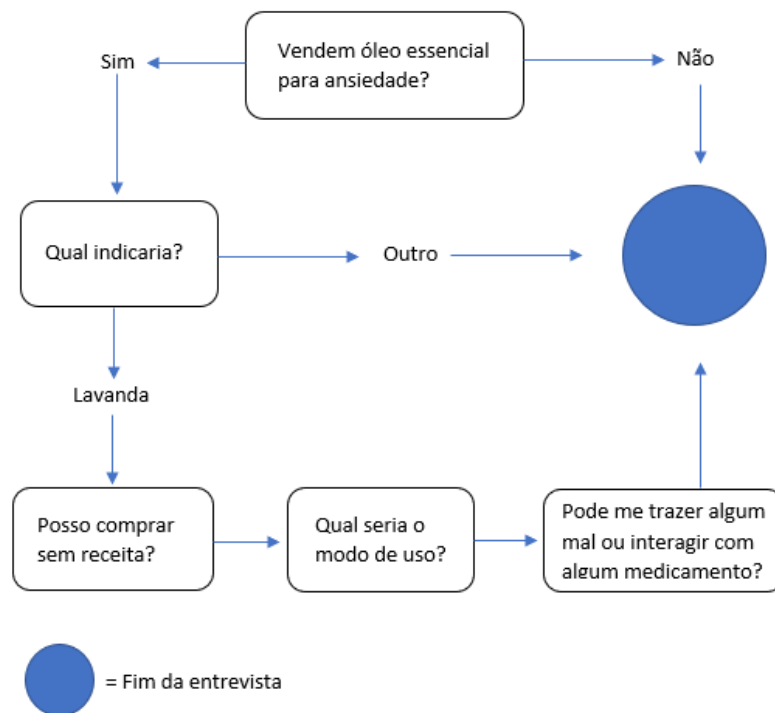 Vendem óleo essencial
para ansiedade?
Sim
Não
Qual indicaria?
Outro
Lavanda
Posso comprar
sem receita?
Qual seria o
modo de uso?
Pode me trazer algum
mal ou interagir com
algum medicamento?
= Fim da entrevista